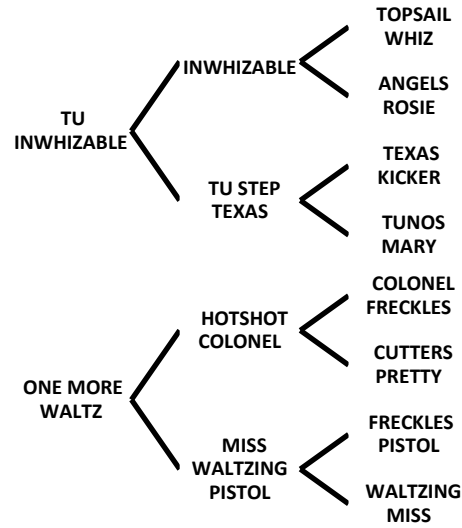 TOPSAIL
WHIZ
INWHIZABLE
ANGELS
ROSIE
TU
INWHIZABLE
TEXAS
KICKER
TU STEP
TEXAS
TUNOS
MARY
COLONEL
FRECKLES
HOTSHOT
COLONEL
CUTTERS
PRETTY
ONE MORE
WALTZ
FRECKLES
PISTOL
MISS
WALTZING
PISTOL
WALTZING
MISS